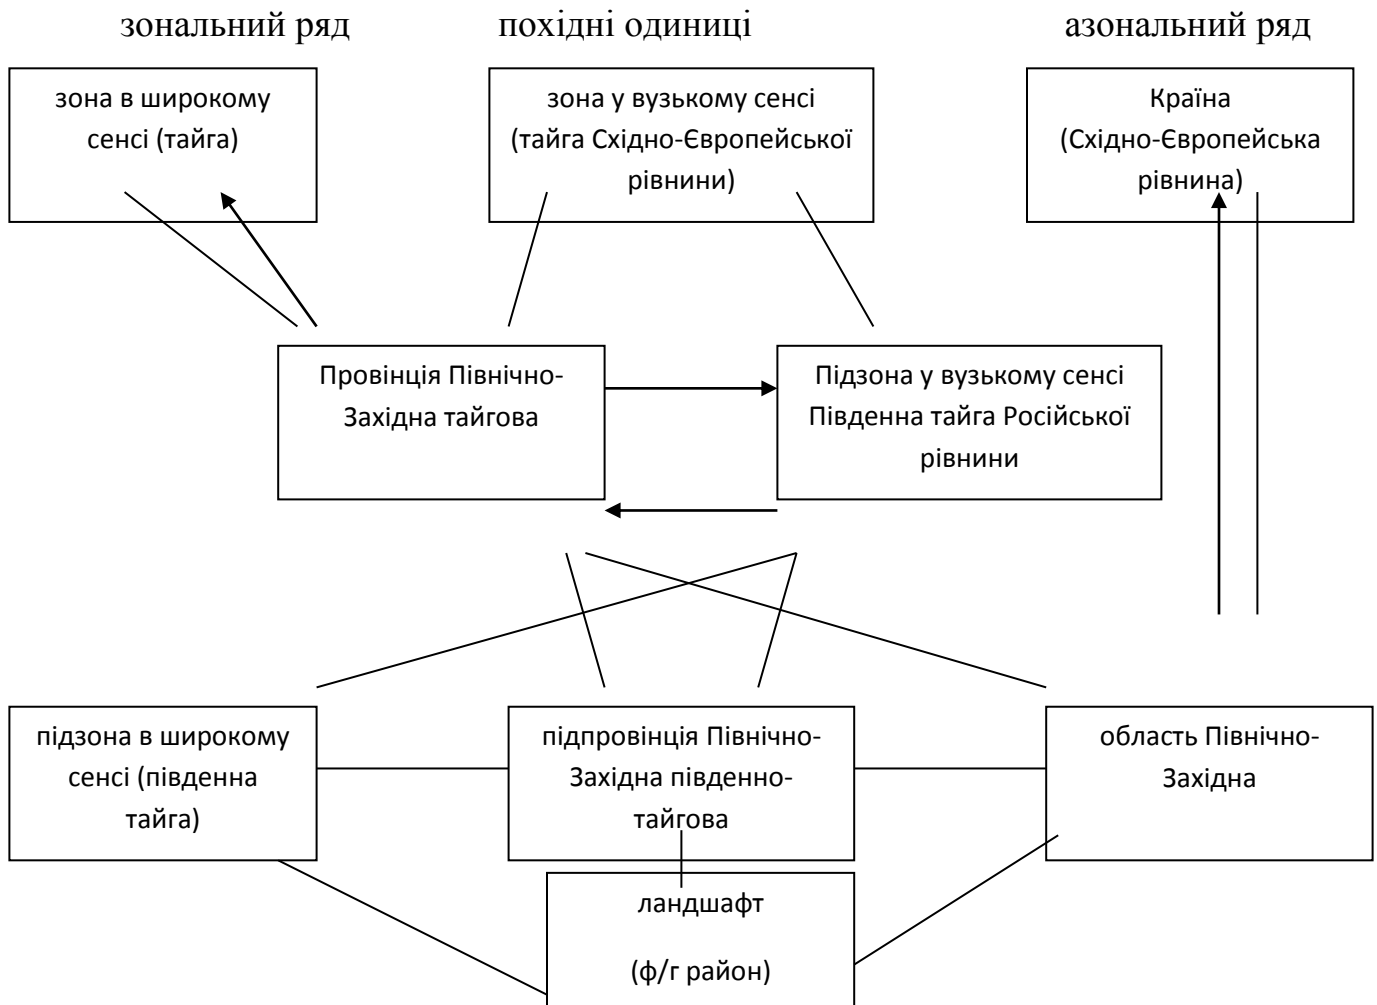 зональний ряд
похідні одиниці
азональний ряд
зона в широкому
сенсі (тайга)
зона у вузькому сенсі
(тайга Східно-Європейської
рівнини)
Країна
(Східно-Європейська
рівнина)
Провінція Північно-
Західна тайгова
Підзона у вузькому сенсі
Південна тайга Російської
рівнини
підзона в широкому
сенсі (південна
тайга)
підпровінція Північно-
Західна південно-
тайгова
область Північно-
Західна
ландшафт
(ф/г район)